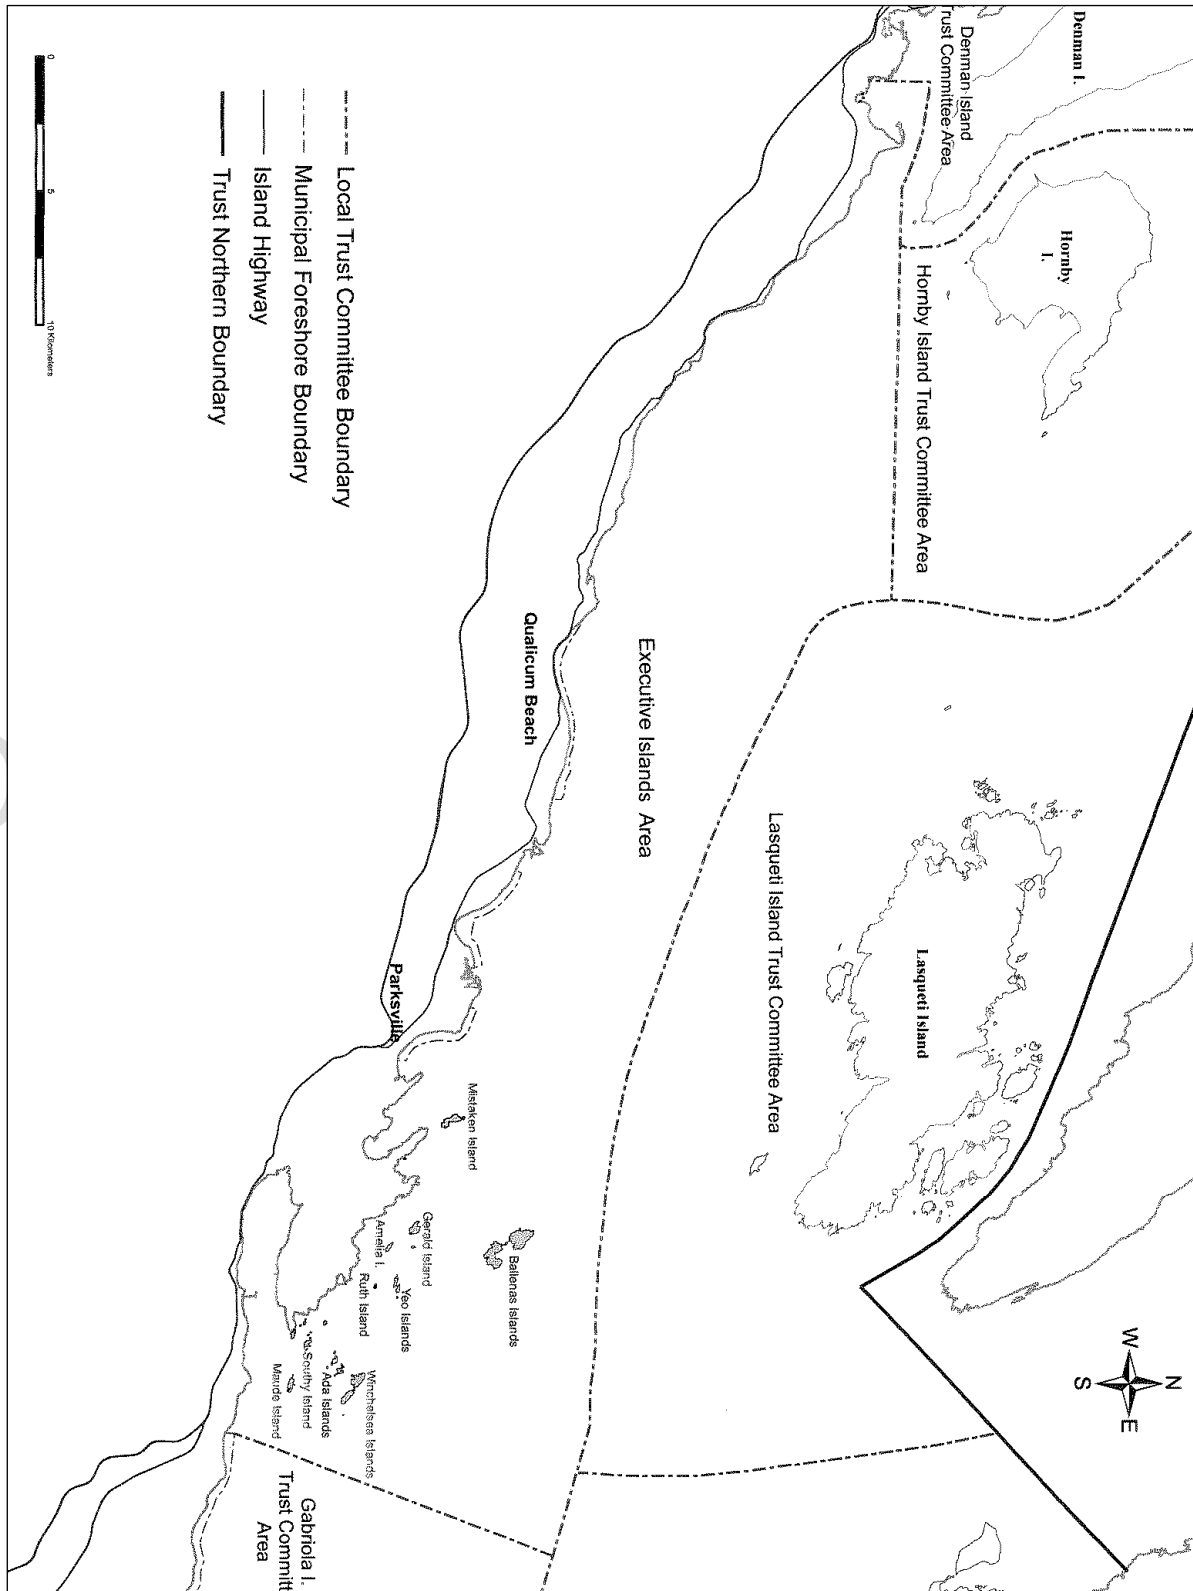 Denman I.
Denman Island
Trust Committee Area
Hornby
I.
Hornby Island Trust Committee Area
Executive Islands Area
Lasqueti Island Trust Committee Area
Lasqueti Island
Qualicum Beach
Parksville
Mistaken Island
Ballenas Islands
Gerald Island
Amelia I.
Yeo Islands
Ruth Island
Winchelsea Islands
Ada Islands
Southy Island
Maude Island
Gabriola I.
Trust Committ
Area
N
W
E
S
Local Trust Committee Boundary
Municipal Foreshore Boundary
Island Highway
Trust Northern Boundary
0
5
10 Kilometers